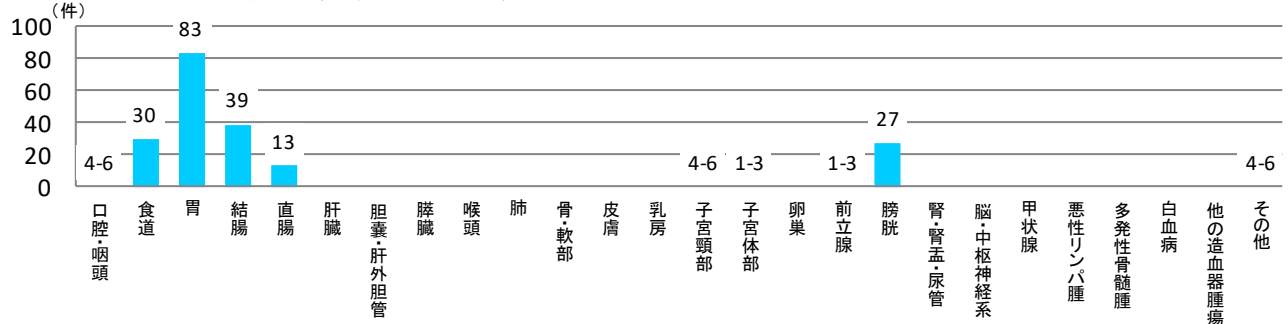 （件）
100
80
60
40
20
0
4-6
30
83
39
13
4-6
1-3
1-3
27
4-6
口腔・咽頭
食道
胃
結腸
直腸
肝臓
胆嚢・肝外胆管
膵臓
喉頭
肺
骨・軟部
皮膚
乳房
子宮頸部
子宮体部
卵巣
前立腺
膀胱
腎・腎盂・尿管
脳・中枢神経系
甲状腺
悪性リンパ腫
多発性骨髄腫
白血病
他の造血器腫瘍
その他